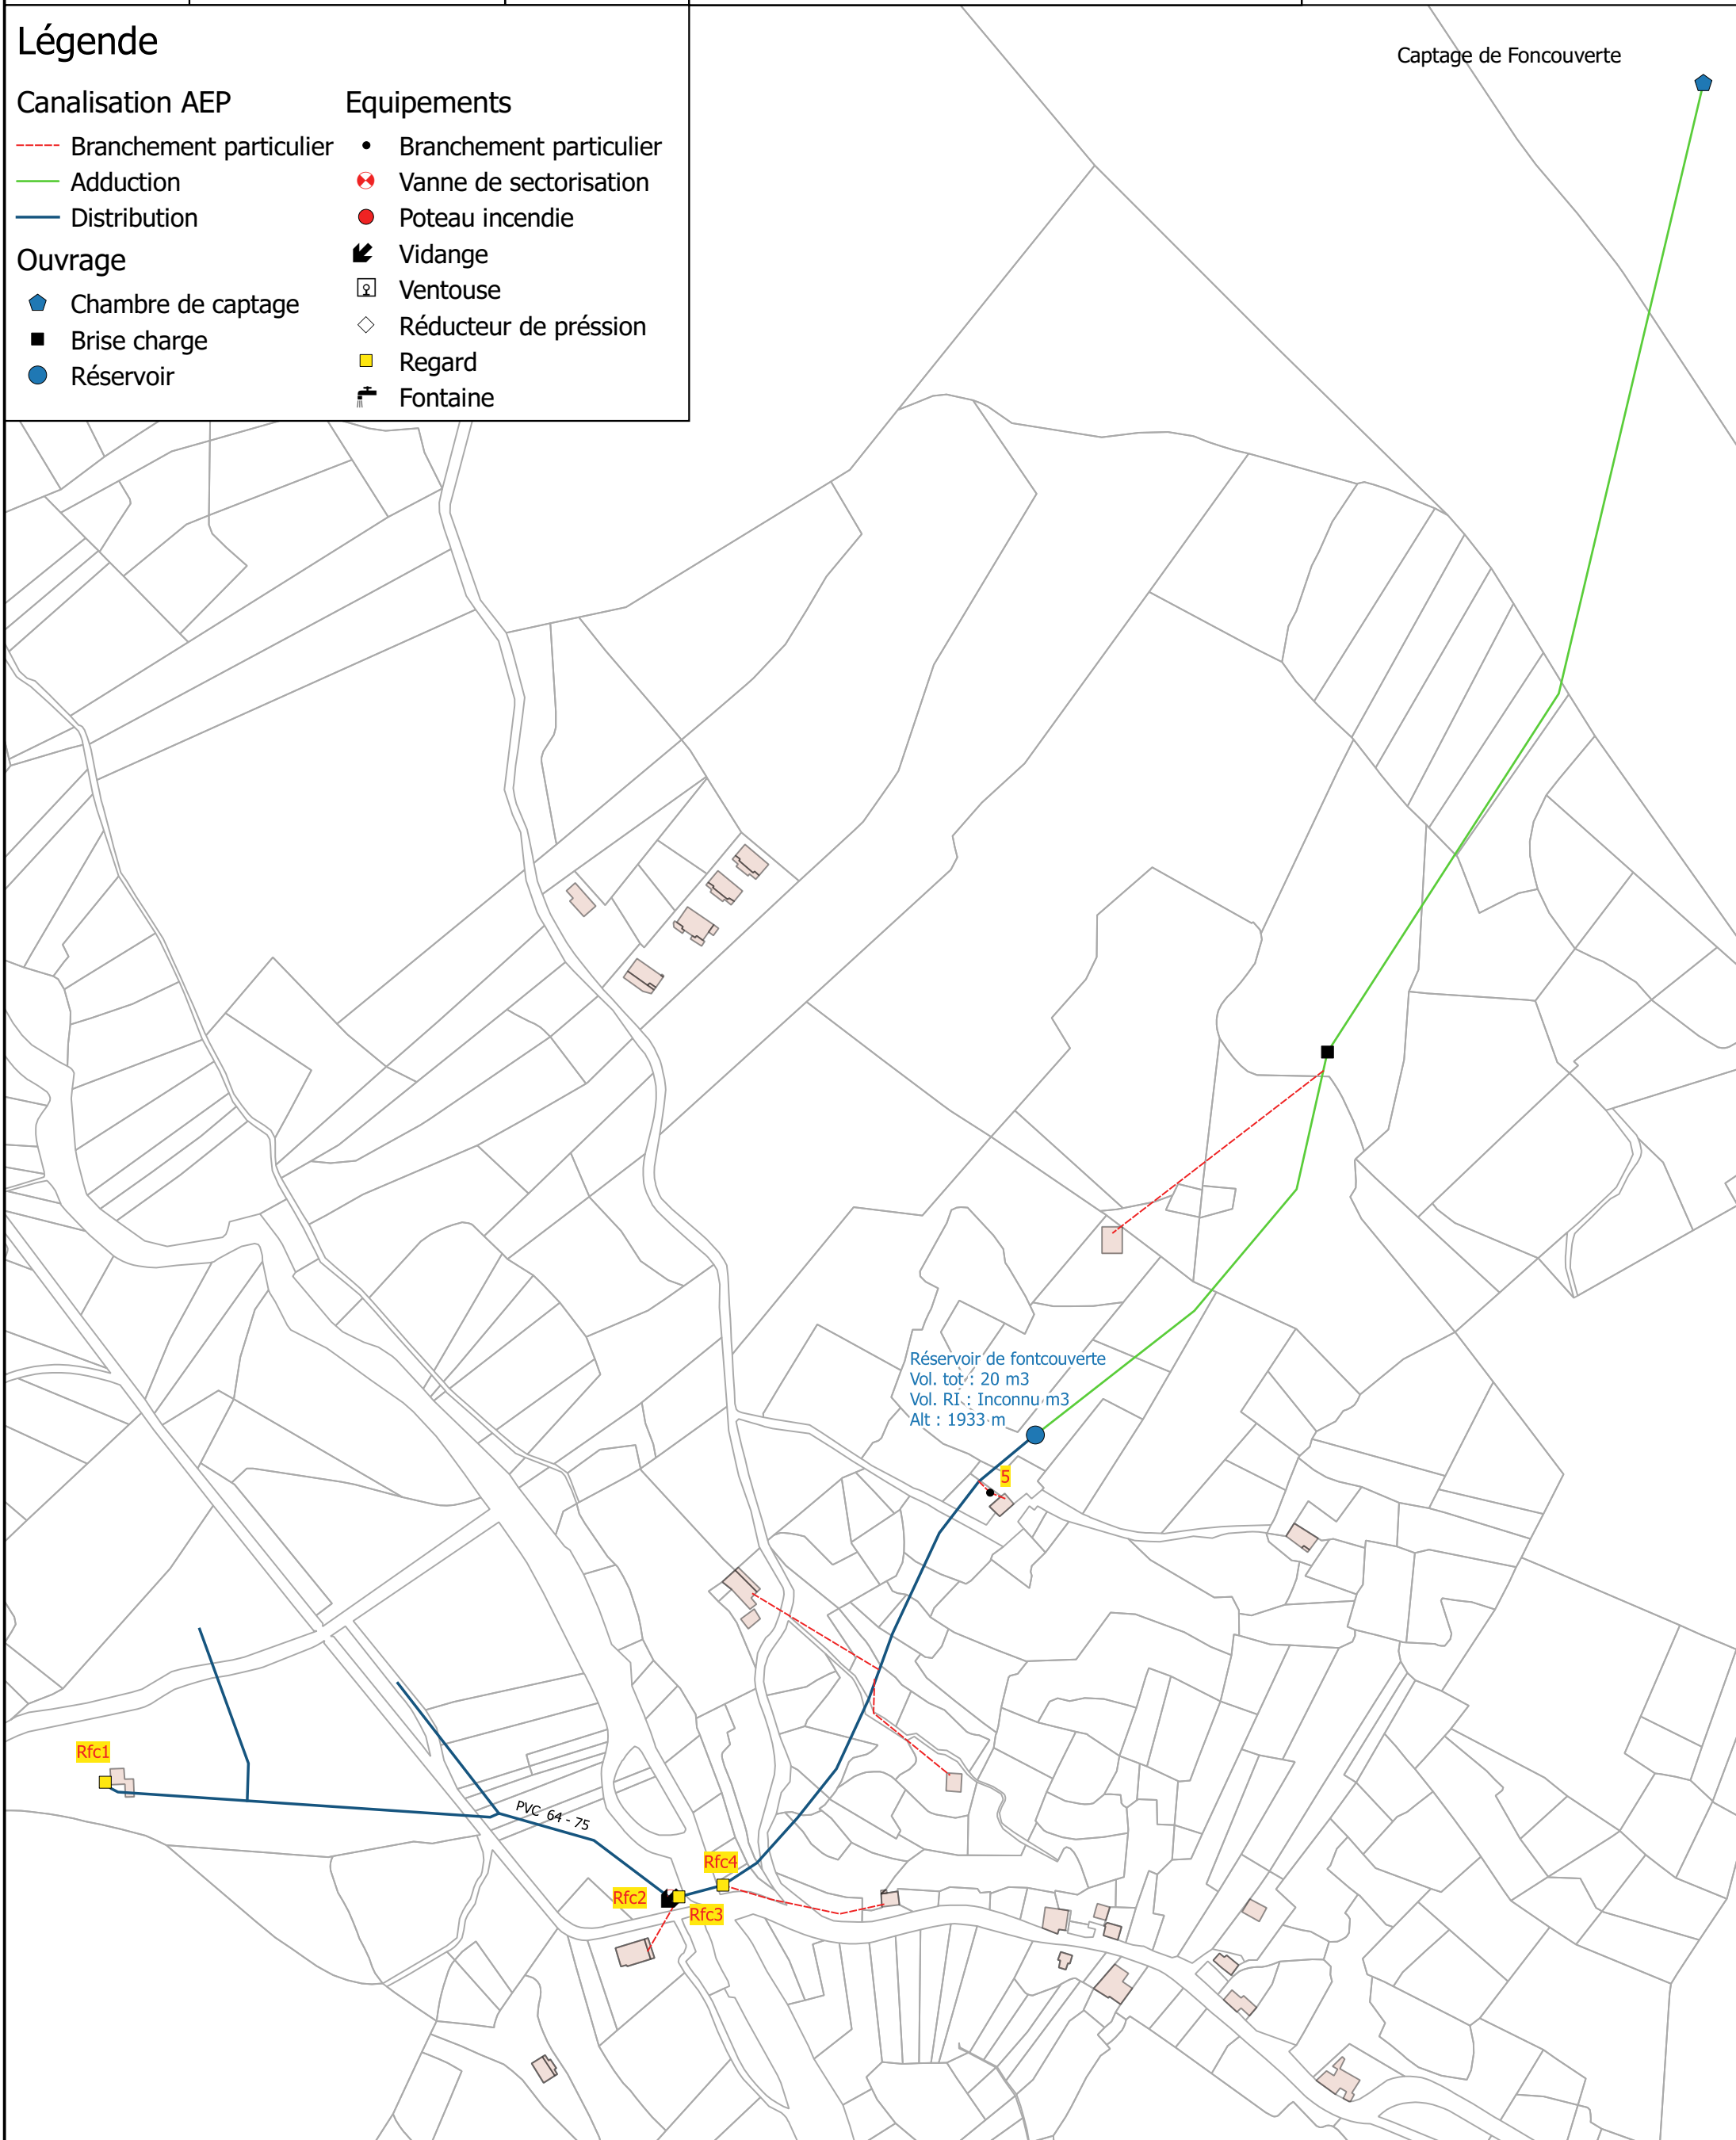 Légende
Canalisation AEP
Branchement particulier
Adduction
Distribution
Ouvrage
Chambre de captage
Brise charge
Réservoir
Equipements
Branchement particulier
Vanne de sectorisation
Poteau incendie
Vidange
Ventouse
Réducteur de préssion
Regard
Fontaine
Captage de Foncouverte
Réservoir de fontcouverte
Vol. tot : 20 m3
Vol. RI : Inconnu m3
Alt : 1933 m
5
Rfc1
PVC 64 - 75
Rfc4
Rfc2
Rfc3